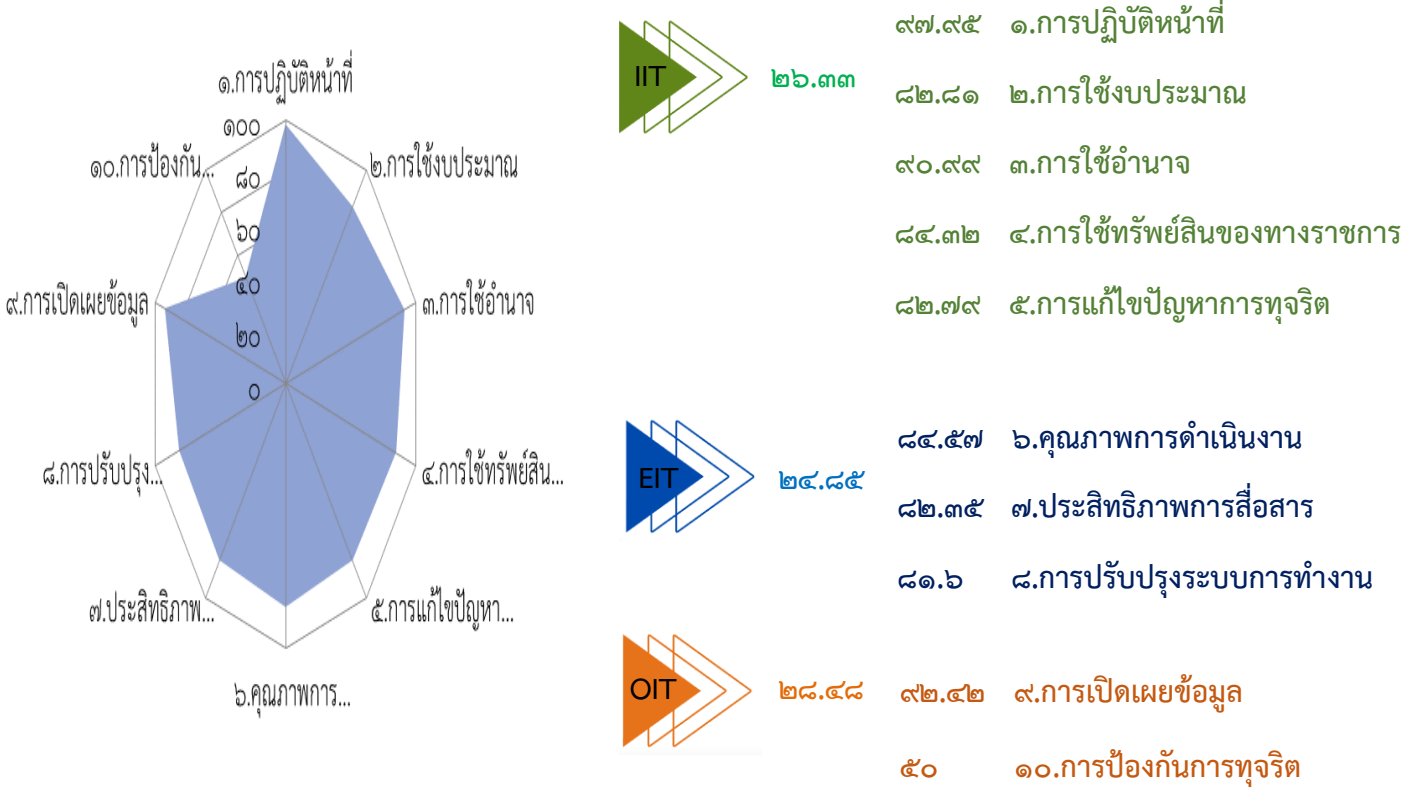 ๑.การปฏิบัติหน้าที่
๒.การใช้งบประมาณ
๓.การใช้อำนาจ
๔.การใช้ทรัพย์สิน...
๕.การแก้ไขปัญหา...
๖.คุณภาพการ...
๗.ประสิทธิภาพ...
๘.การปรับปรุง...
๙.การเปิดเผยข้อมูล
๑๐.การป้องกัน...
๑๐๐
๘๐
๖๐
๔๐
๒๐
๐
IIT ๒๖.๓๓
๙๗.๙๕ ๑.การปฏิบัติหน้าที่
๘๒.๘๑ ๒.การใช้งบประมาณ
๙๐.๙๙ ๓.การใช้อำนาจ
๘๔.๓๒ ๔.การใช้ทรัพย์สินของทางราชการ
๘๒.๗๙ ๕.การแก้ไขปัญหาการทุจริต
EIT ๒๔.๘๕
๘๔.๕๗ ๖.คุณภาพการดำเนินงาน
๘๒.๓๕ ๗.ประสิทธิภาพการสื่อสาร
๘๑.๖ ๘.การปรับปรุงระบบการทำงาน
OIT ๒๘.๔๘
๙๒.๔๒ ๙.การเปิดเผยข้อมูล
๕๐ ๑๐.การป้องกันการทุจริต